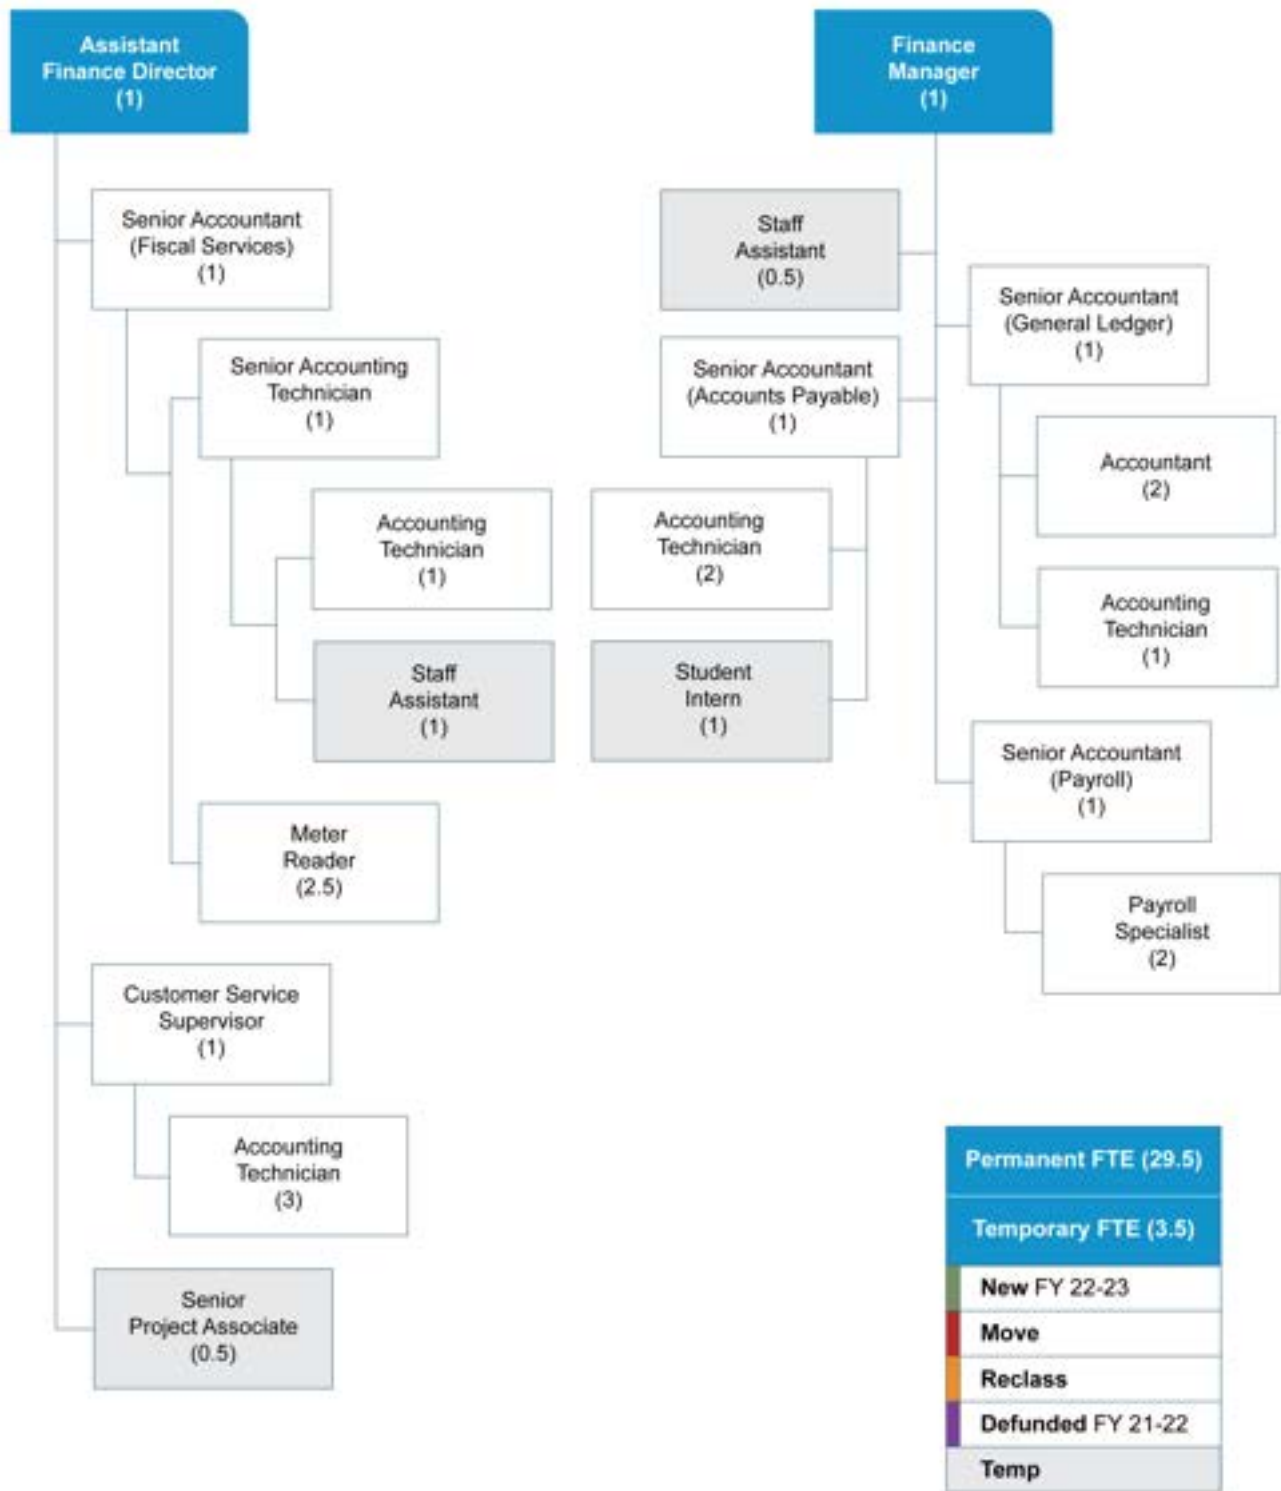 Assistant
Finance Director
(1)
Senior Accountant
(Fiscal Services)
(1)
Senior Accounting
Technician
(1)
Accounting
Technician
(1)
Staff
Assistant
(1)
Meter
Reader
(2.5)
Customer Service
Supervisor
(1)
Accounting
Technician
(3)
Senior
Project Associate
(0.5)
Finance
Manager
(1)
Staff
Assistant
(0.5)
Senior Accountant
(Accounts Payable)
(1)
Accounting
Technician
(2)
Student
Intern
(1)
Senior Accountant
(General Ledger)
(1)
Accountant
(2)
Accounting
Technician
(1)
Senior Accountant
(Payroll)
(1)
Payroll
Specialist
(2)
Permanent FTE (29.5)
Temporary FTE (3.5)
New FY 22-23
Move
Reclass
Defunded FY 21-22
Temp